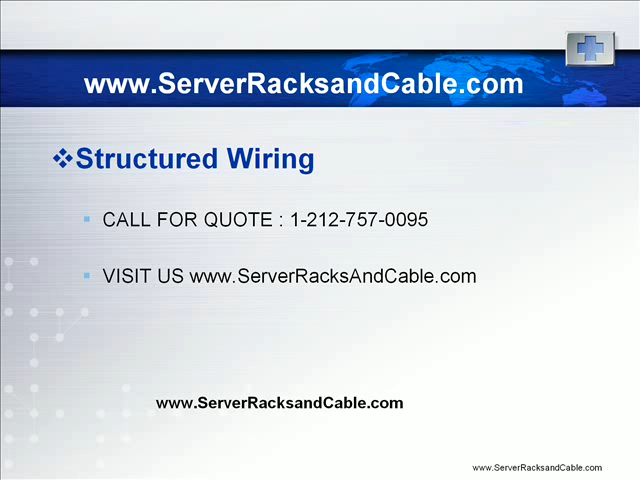 www.ServerRacksandCable.com
Structured Wiring
CALL FOR QUOTE : 1-212-757-0095
VISIT US www.ServerRacksAndCable.com
www.ServerRacksandCable.com
www.ServerRacksandCable.com